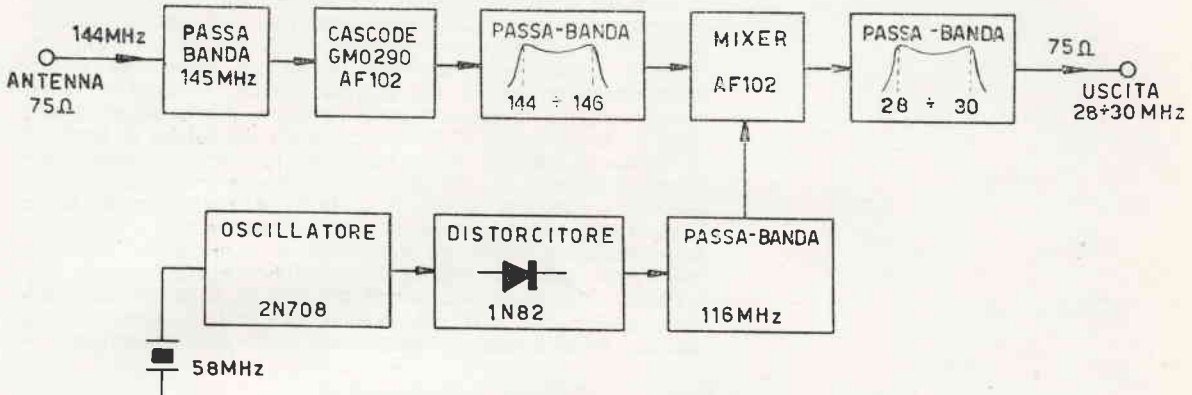 144MHz
ANTENNA
75Ω
PASSA
BANDA
145MHz
CASCODE
GM0290
AF102
PASSA-BANDA
144 ÷ 146
MIXER
AF102
PASSA-BANDA
28 ÷ 30
75Ω
USCITA
28÷30 MHz
OSCILLATORE
2N708
DISTORCITORE
1N82
PASSA-BANDA
116MHz
58MHz